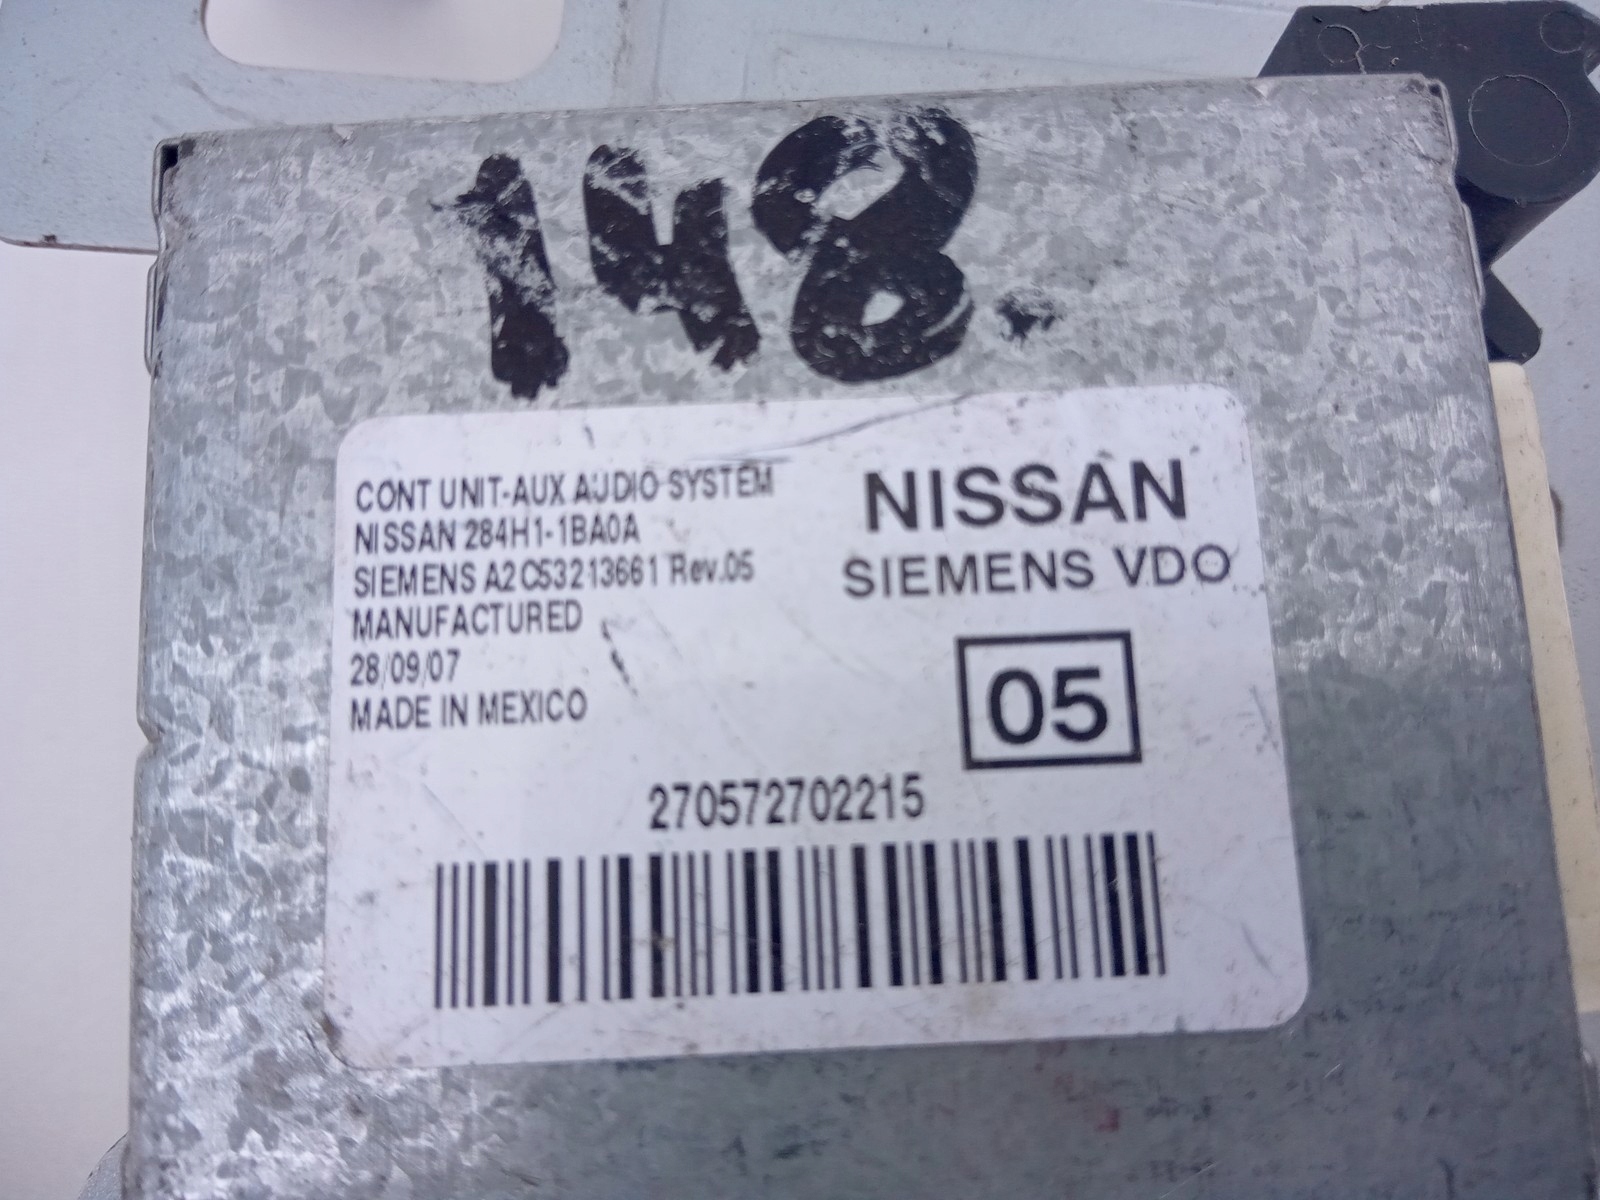 148.
CONT UNIT-AUX AUDIO SYSTEM
NISSAN 284H1-1BA0A
SIEMENS A2C53213661 Rev.05
MANUFACTURED
28/09/07
MADE IN MEXICO
NISSAN
SIEMENS VDO
05
270572702215